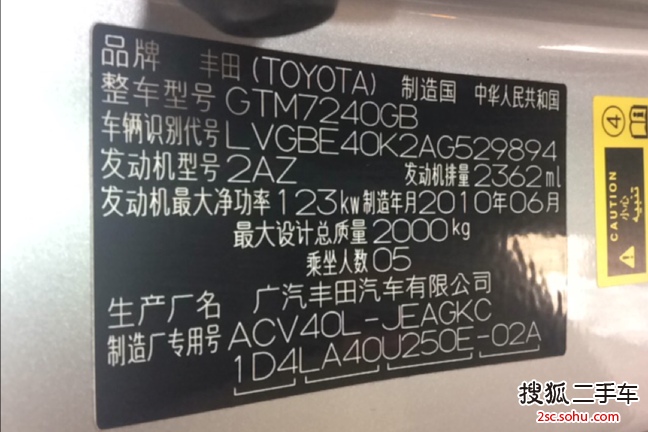 品牌 丰田(TOYOTA) 制造国 中华人民共和国
整车型号 GTM7240GB
车辆识别代号 LVGBE40K2AG529894
发动机型号 2AZ 发动机排量 2362ml
发动机最大净功率 123kw 制造年月 2010年06月
最大设计总质量 2000kg
乘坐人数 05
生产厂名 广汽丰田汽车有限公司
制造厂专用号 ACV40L-JEAGKC
1D4LA40U250E-02A
4
CAUTION
小心
تنبيه
搜狐二手车
2sc.sohu.com